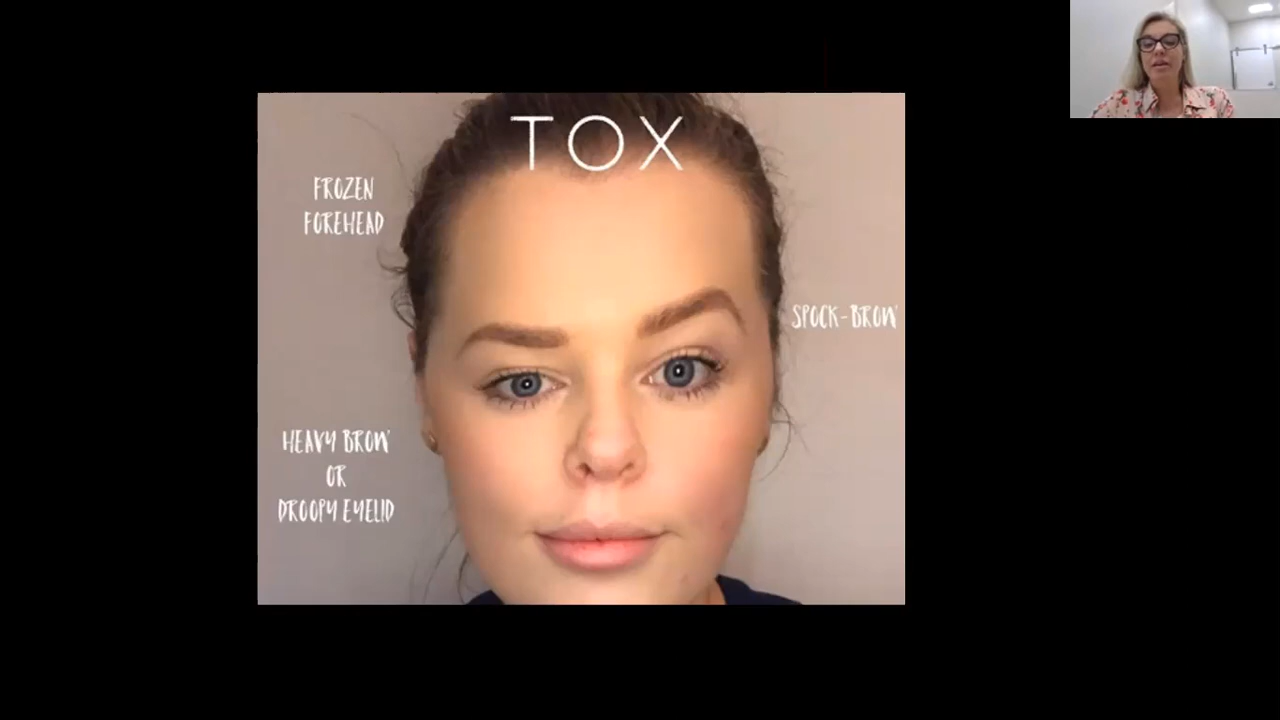 TOX
FROZEN
FOREHEAD
SPOCK-BROW
HEAVY BROW
OR
DROOPY EYELID